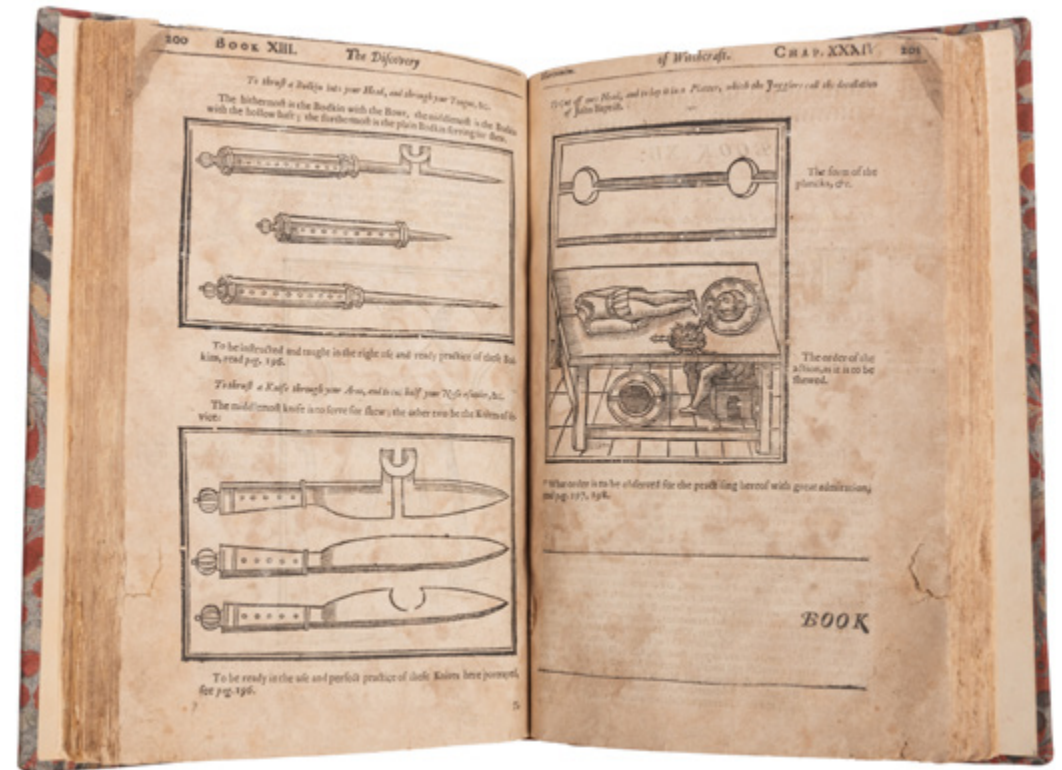 200 BOOK XIII. The Discovery
To thrust a Bodkin into your Head, and through your Tongue, &c.
The hithermost is the Bodkin with the Bowt, the middlemost is the Bodkin
with the hollow haft; the furthermost is the plain Bodkin serving for shew.
To be instructed and taught in the right use and ready practice of these Bod-
kins, read pag. 196.
To thrust a Knife through your Arm, and to cut half your Nose asunder, &c.
The middlemost knife is to serve for shew; the other two be the Knives of de-
vice.
To be ready in the use and perfect practice of these Knives here portrayed,
see pag. 196.
of Witchcraft. CHAP. XXXIV 201
To cut off ones Head, and to lay it in a Platter, which the Jugglers call the decollation
of John Baptist.
The form of the
plancks, &c.
The order of the
action, as it is to be
shewed.
What order is to be observed for the practising hereof with great admiration,
read pag. 197, 198.
BOOK